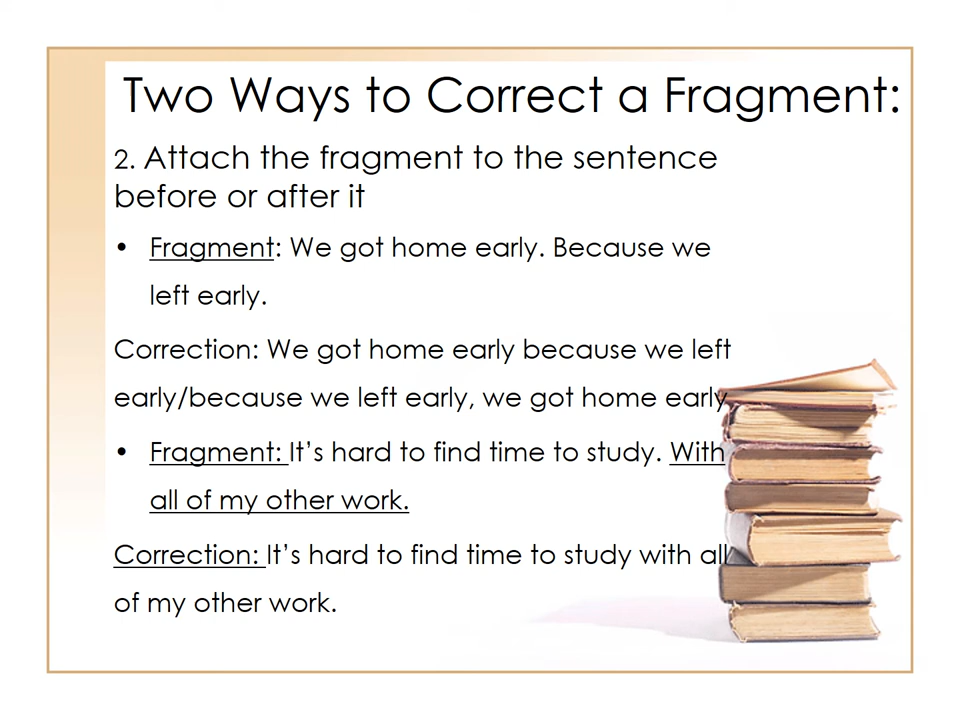 Two Ways to Correct a Fragment:
2. Attach the fragment to the sentence
before or after it
• Fragment: We got home early. Because we
left early.
Correction: We got home early because we left
early/because we left early, we got home early
• Fragment: It’s hard to find time to study. With
all of my other work.
Correction: It’s hard to find time to study with all
of my other work.